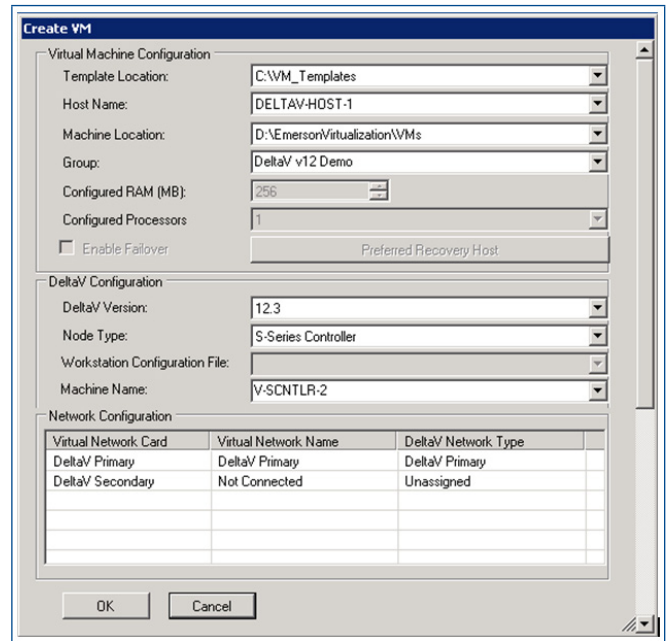 Create VM
Virtual Machine Configuration
Template Location: C:\VM_Templates
Host Name: DELTAV-HOST-1
Machine Location: D:\EmersonVirtualization\VMs
Group: DeltaV v12 Demo
Configured RAM (MB): 256
Configured Processors 1
Enable Failover Preferred Recovery Host
DeltaV Configuration
DeltaV Version: 12.3
Node Type: S-Series Controller
Workstation Configuration File:
Machine Name: V-SCNTLR-2
Network Configuration
Virtual Network Card Virtual Network Name DeltaV Network Type
DeltaV Primary DeltaV Primary DeltaV Primary
DeltaV Secondary Not Connected Unassigned
OK Cancel